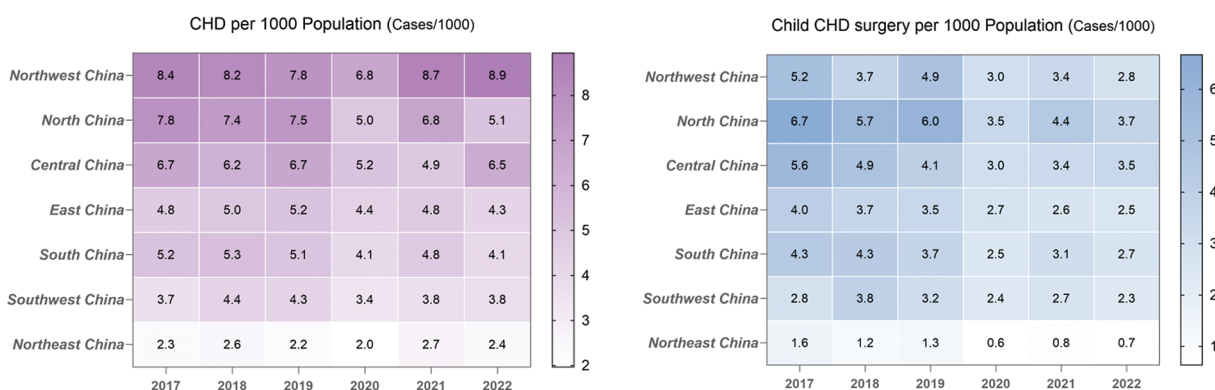 CHD per 1000 Population (Cases/1000)
Northwest China 8.4 8.2 7.8 6.8 8.7 8.9
North China 7.8 7.4 7.5 5.0 6.8 5.1
Central China 6.7 6.2 6.7 5.2 4.9 6.5
East China 4.8 5.0 5.2 4.4 4.8 4.3
South China 5.2 5.3 5.1 4.1 4.8 4.1
Southwest China 3.7 4.4 4.3 3.4 3.8 3.8
Northeast China 2.3 2.6 2.2 2.0 2.7 2.4
2017 2018 2019 2020 2021 2022
8
7
6
5
4
3
2
Child CHD surgery per 1000 Population (Cases/1000)
Northwest China 5.2 3.7 4.9 3.0 3.4 2.8
North China 6.7 5.7 6.0 3.5 4.4 3.7
Central China 5.6 4.9 4.1 3.0 3.4 3.5
East China 4.0 3.7 3.5 2.7 2.6 2.5
South China 4.3 4.3 3.7 2.5 3.1 2.7
Southwest China 2.8 3.8 3.2 2.4 2.7 2.3
Northeast China 1.6 1.2 1.3 0.6 0.8 0.7
2017 2018 2019 2020 2021 2022
6
5
4
3
2
1